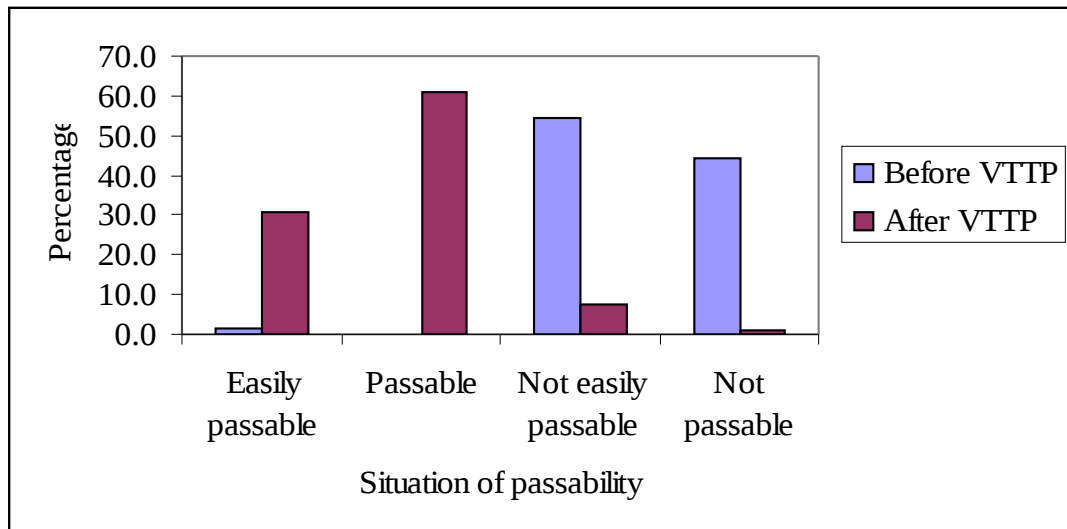 Percentage
70.0
60.0
50.0
40.0
30.0
20.0
10.0
0.0
Easily
passable
Passable
Not easily
passable
Not
passable
Situation of passability
Before VTTP
After VTTP